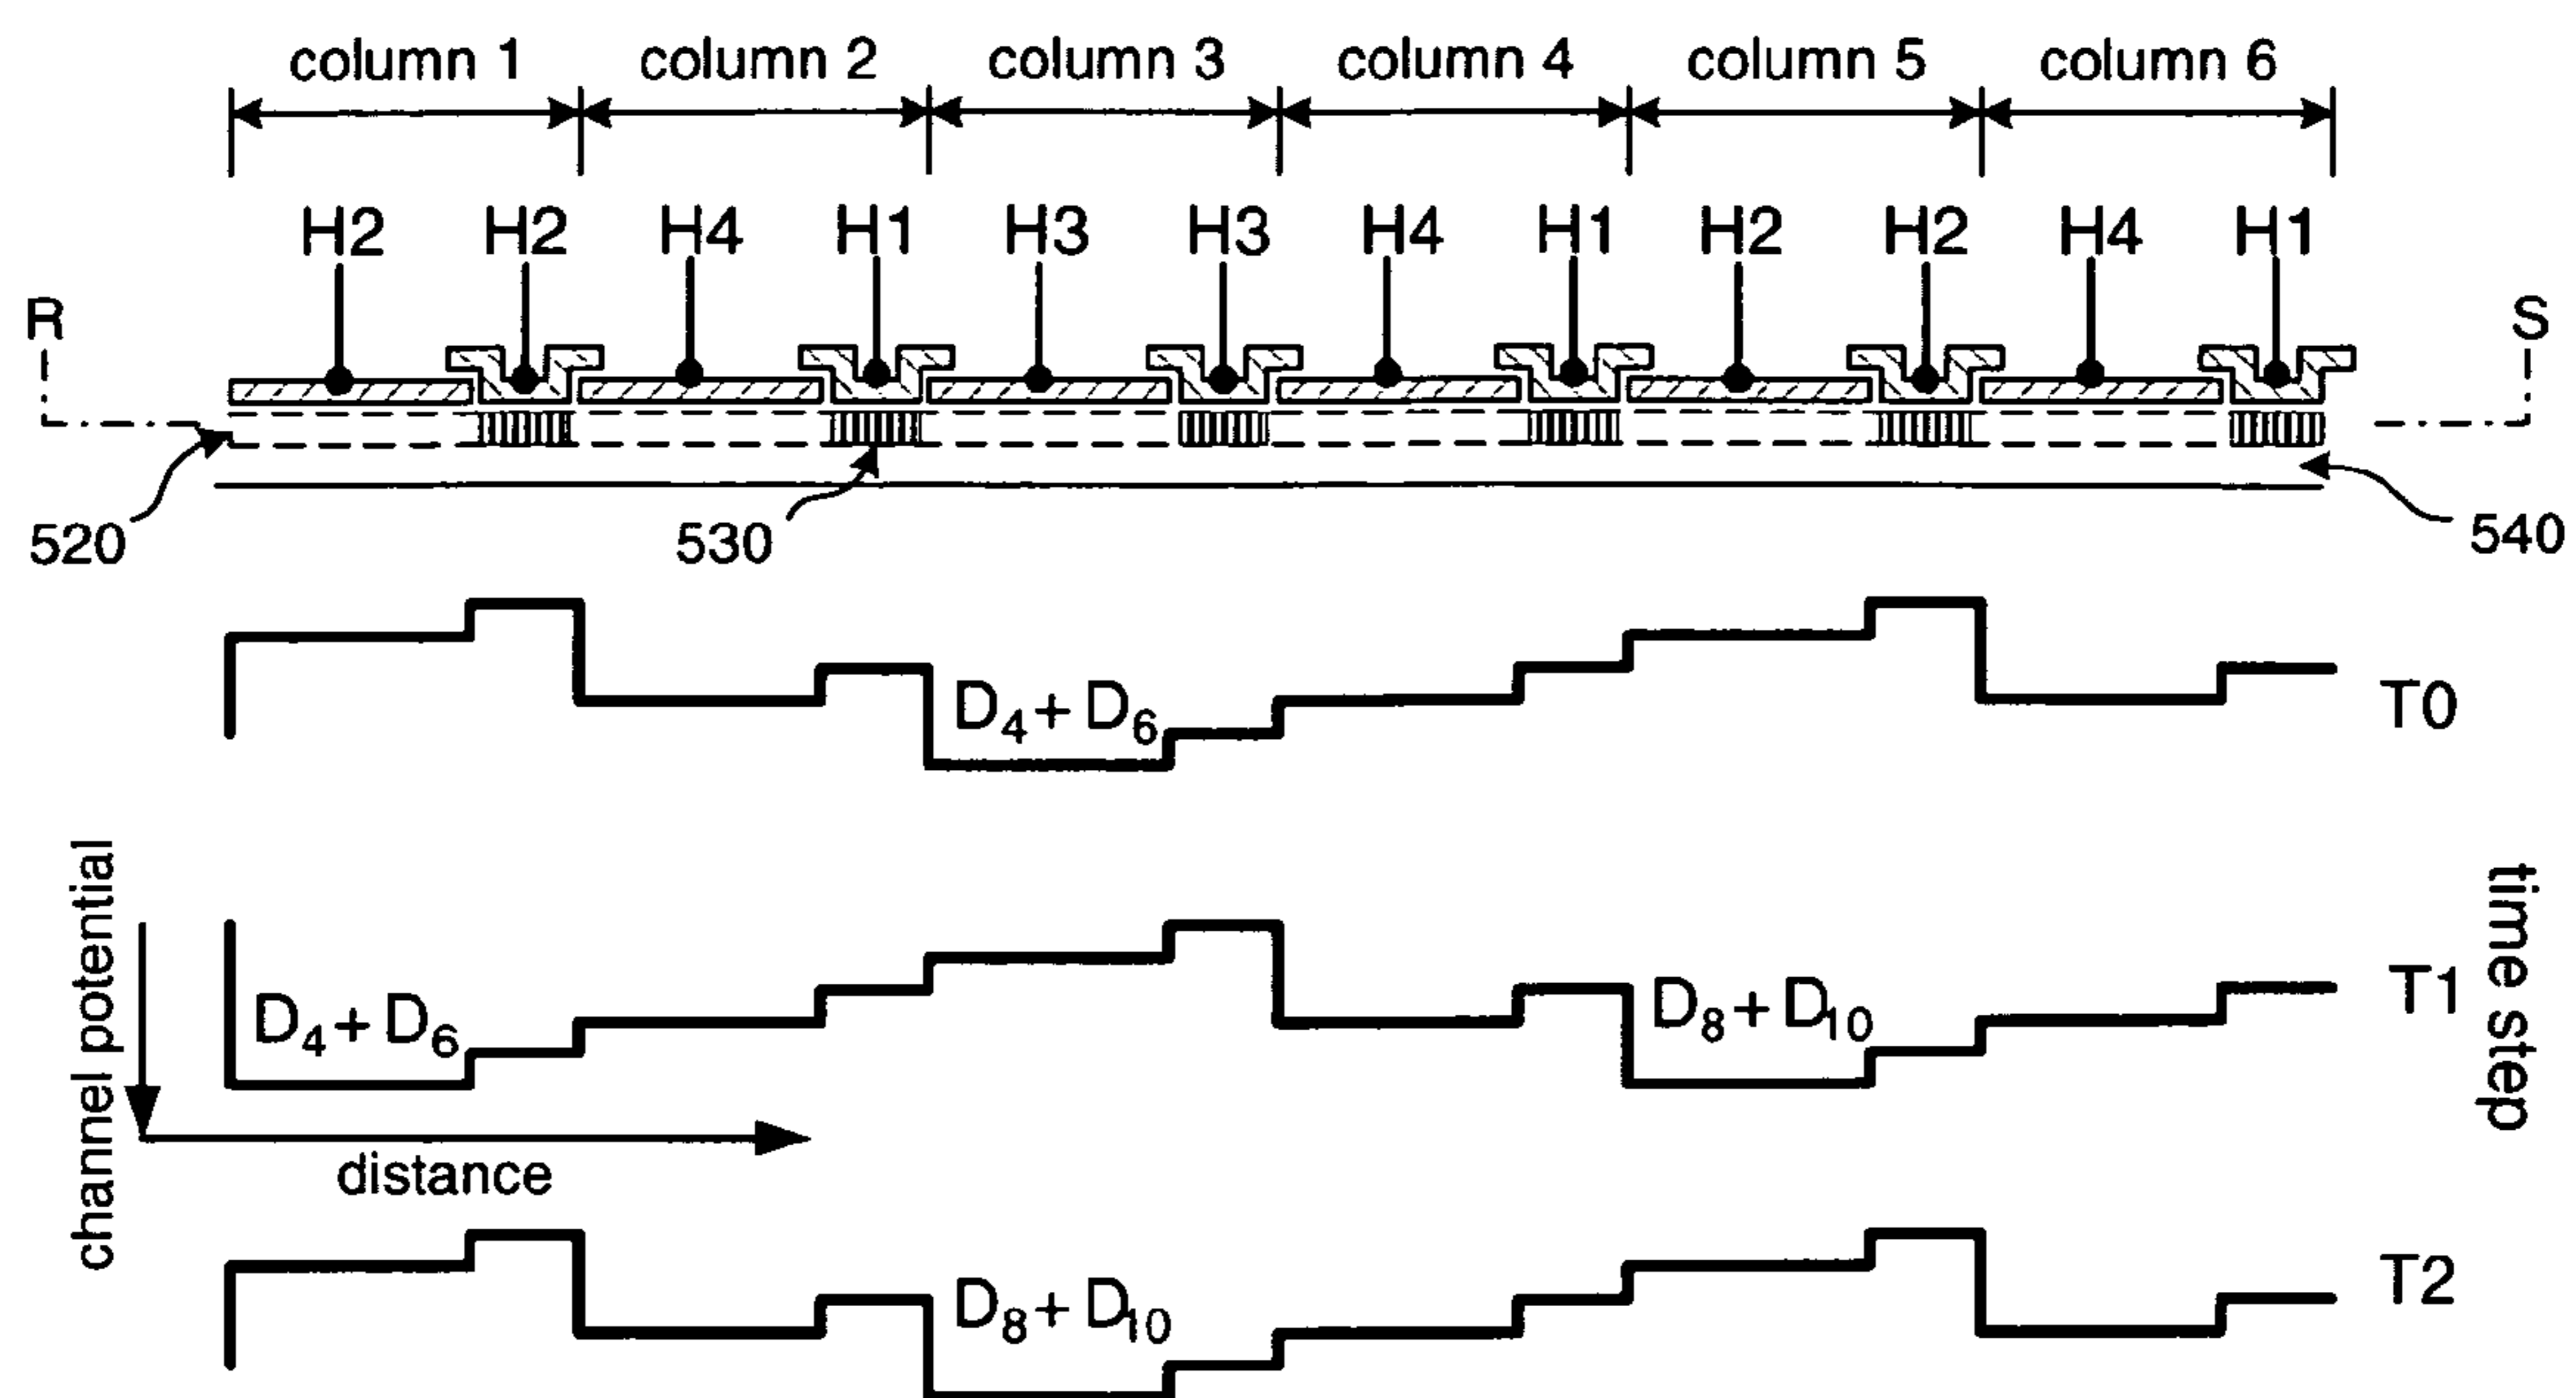 column 1 column 2 column 3 column 4 column 5 column 6
H2 H2 H4 H1 H3 H3 H4 H1 H2 H2 H4 H1
R S
520 530 540
D4 + D6 T0
channel potential
D4 + D6 D8 + D10 T1
time step
distance
D8 + D10 T2